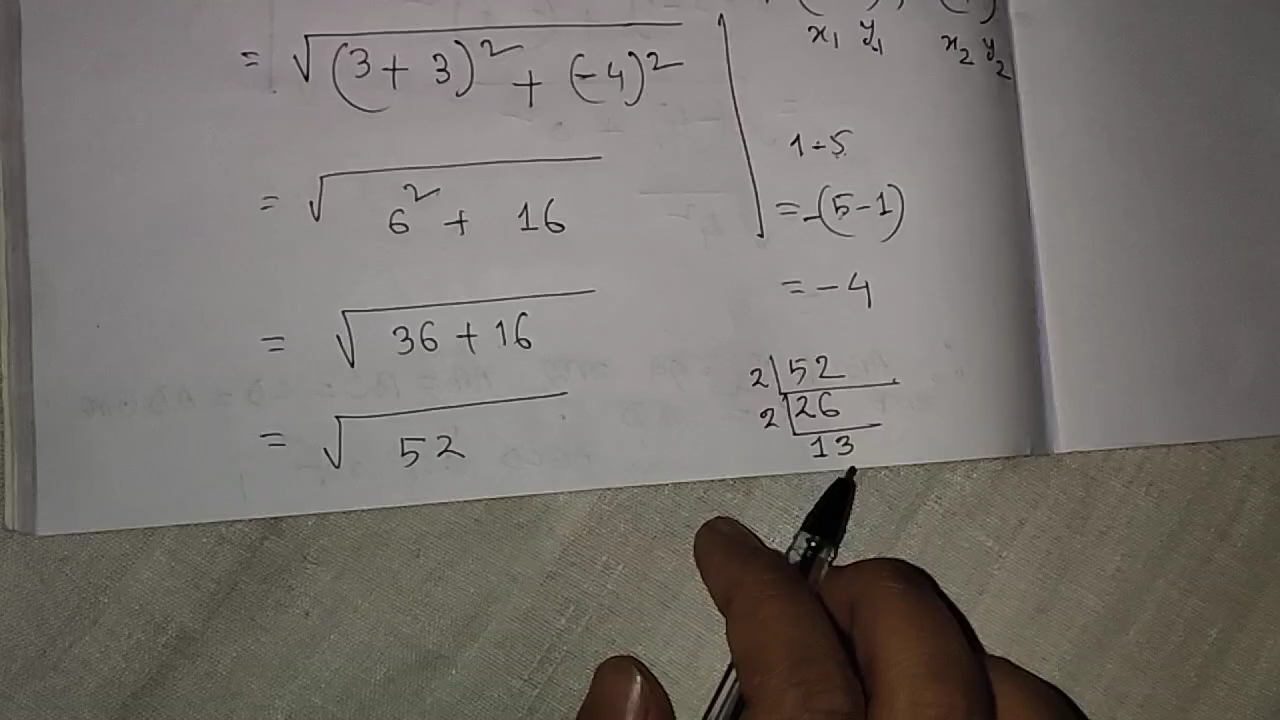 = √(3 + 3)² + (-4)²
= √6² + 16
= √36 + 16
= √52
x₁ y₁ x₂ y₂
1-5
= -(5-1)
= -4
2|52
2|26
13